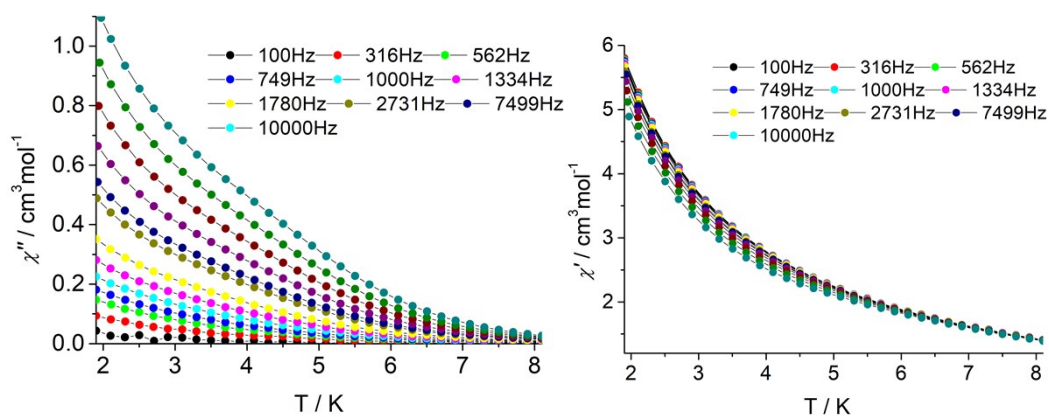 χ'' / cm³mol⁻¹
1.0
0.8
0.6
0.4
0.2
0.0
100Hz 316Hz 562Hz
749Hz 1000Hz 1334Hz
1780Hz 2731Hz 7499Hz
10000Hz
2 3 4 5 6 7 8
T / K
χ' / cm³mol⁻¹
6
5
4
3
2
100Hz 316Hz 562Hz
749Hz 1000Hz 1334Hz
1780Hz 2731Hz 7499Hz
10000Hz
2 3 4 5 6 7 8
T / K